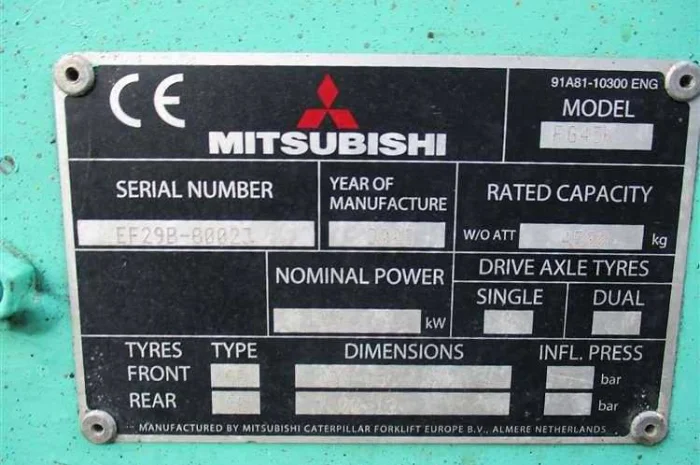 91A81-10300 ENG
CE
MITSUBISHI
MODEL
SERIAL NUMBER
YEAR OF
MANUFACTURE
RATED CAPACITY
W/O ATT
kg
NOMINAL POWER
kW
DRIVE AXLE TYRES
SINGLE
DUAL
TYRES TYPE DIMENSIONS INFL. PRESS
FRONT bar
REAR bar
MANUFACTURED BY MITSUBISHI CATERPILLAR FORKLIFT EUROPE B.V., ALMERE NETHERLANDS